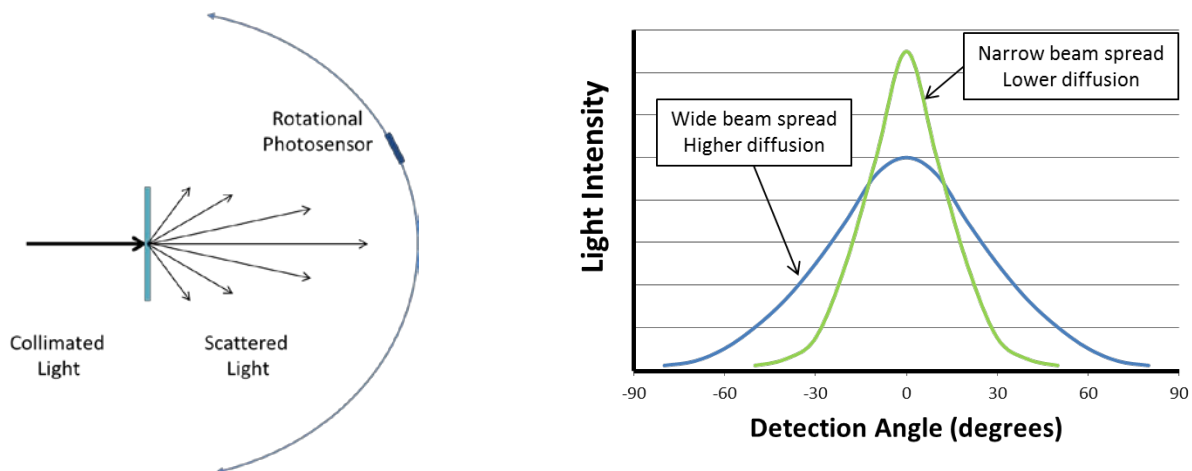 Rotational
Photosensor
Collimated
Light
Scattered
Light
Light Intensity
Wide beam spread
Higher diffusion
Narrow beam spread
Lower diffusion
-90
-60
-30
0
30
60
90
Detection Angle (degrees)